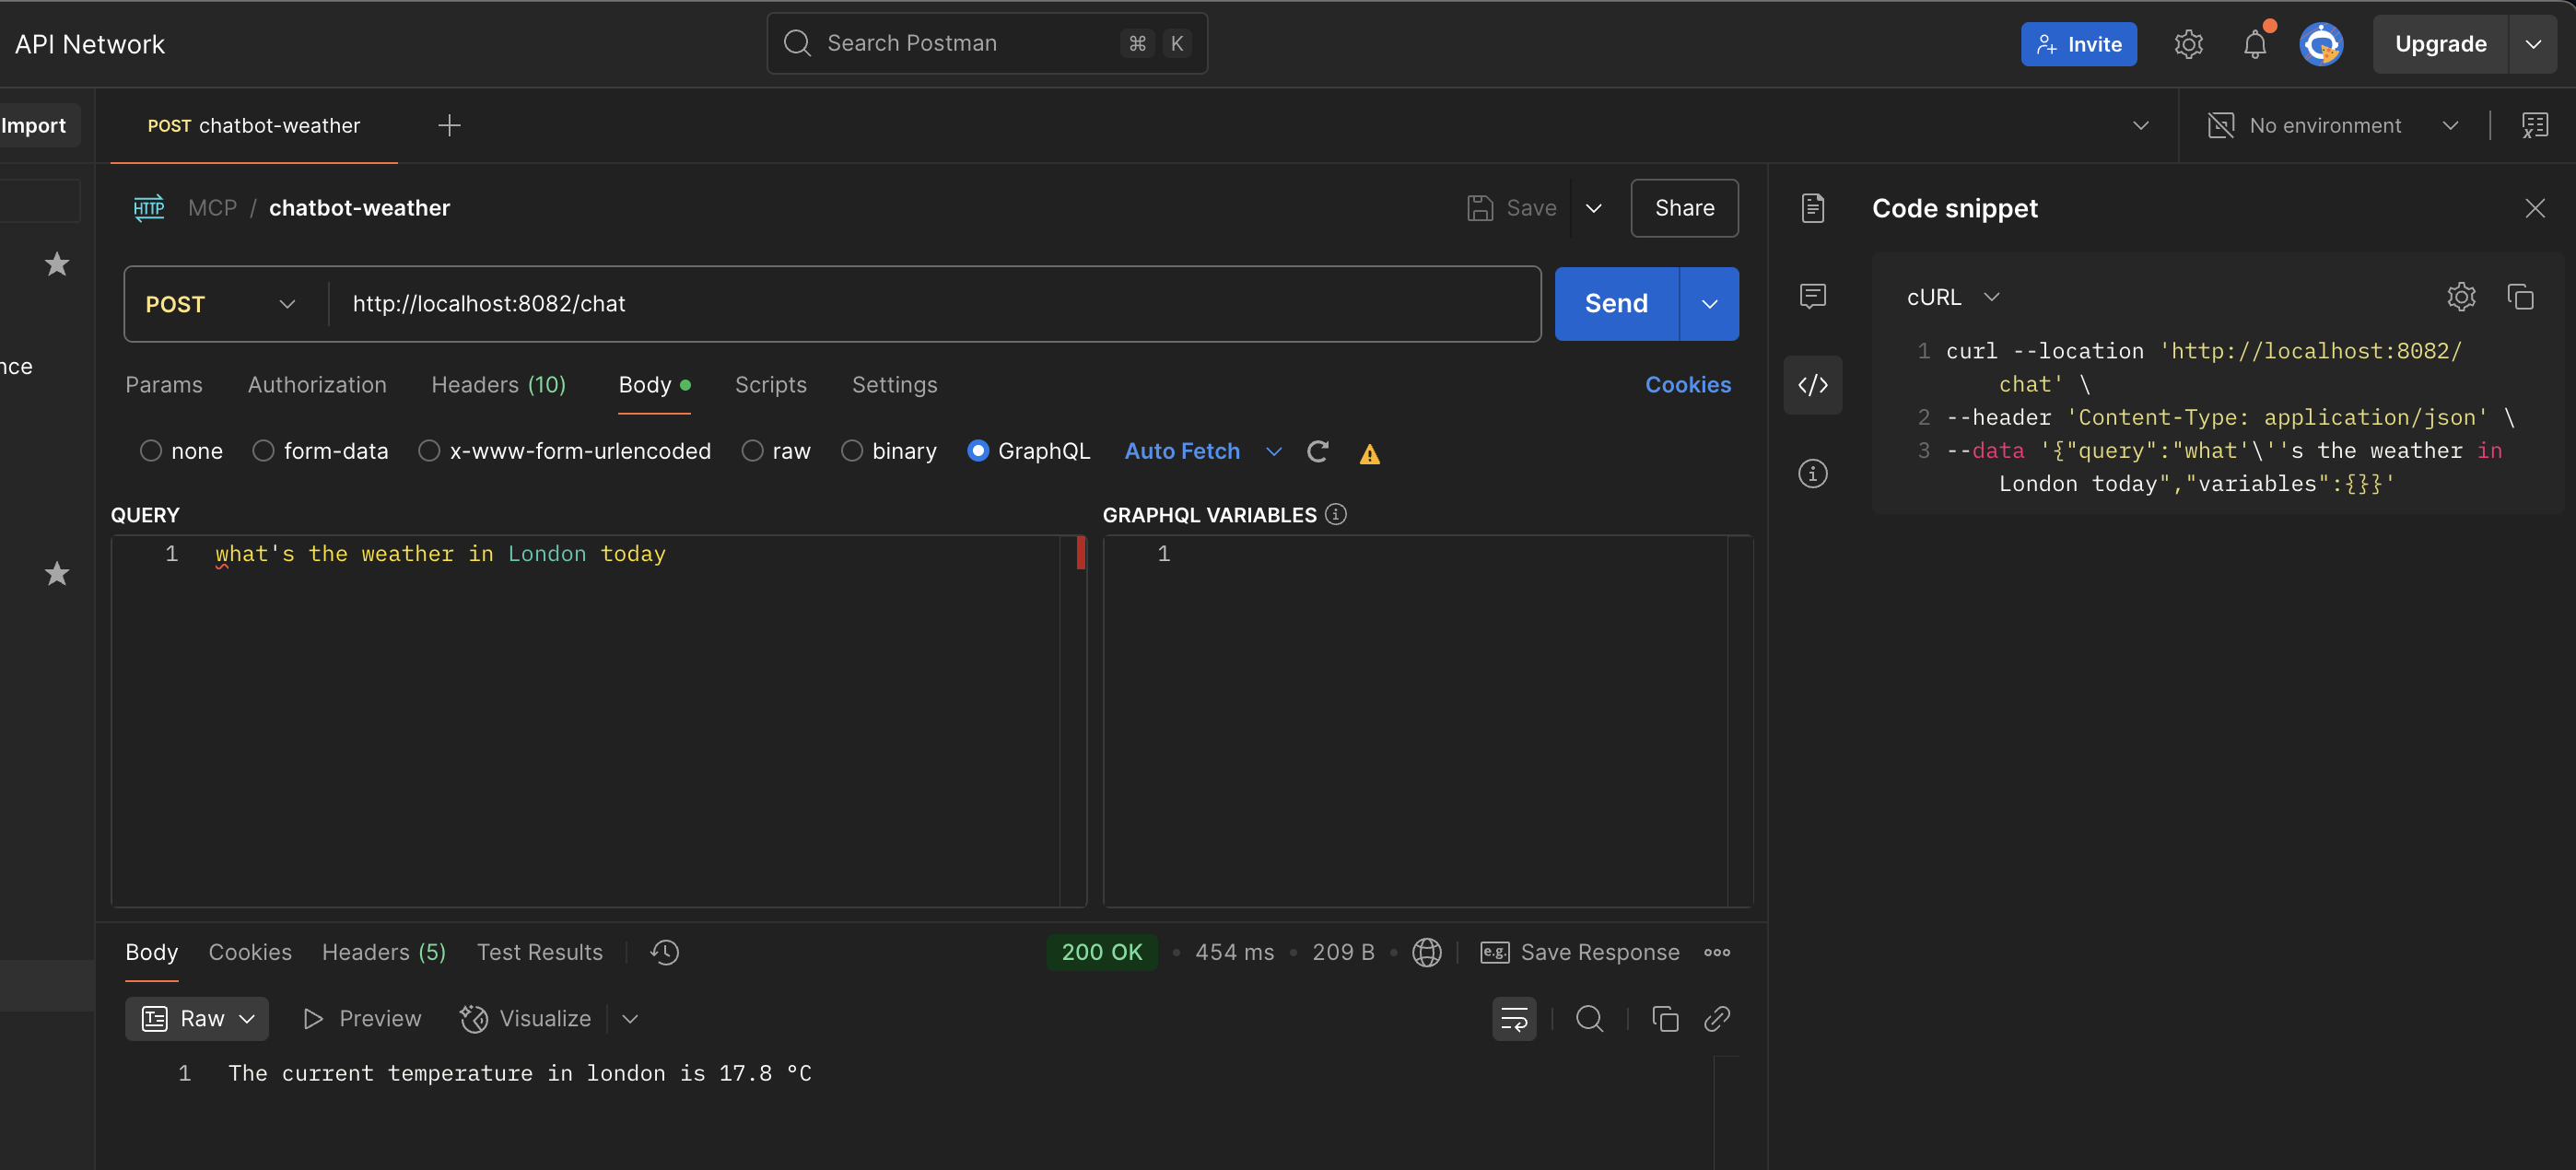 API Network
Search Postman
⌘ K
Invite
Upgrade
Import
POST chatbot-weather
No environment
HTTP MCP / chatbot-weather
Save
Share
Code snippet
POST
http://localhost:8082/chat
Send
cURL
1 curl --location 'http://localhost:8082/
chat' \
2 --header 'Content-Type: application/json' \
3 --data '{"query":"what'\''s the weather in
London today","variables":{}}'
nce
Params Authorization Headers (10) Body Scripts Settings Cookies
none form-data x-www-form-urlencoded raw binary GraphQL Auto Fetch
QUERY
GRAPHQL VARIABLES
1 what's the weather in London today
1
Body Cookies Headers (5) Test Results
200 OK • 454 ms • 209 B •
e.g. Save Response
Raw Preview Visualize
1 The current temperature in london is 17.8 °C